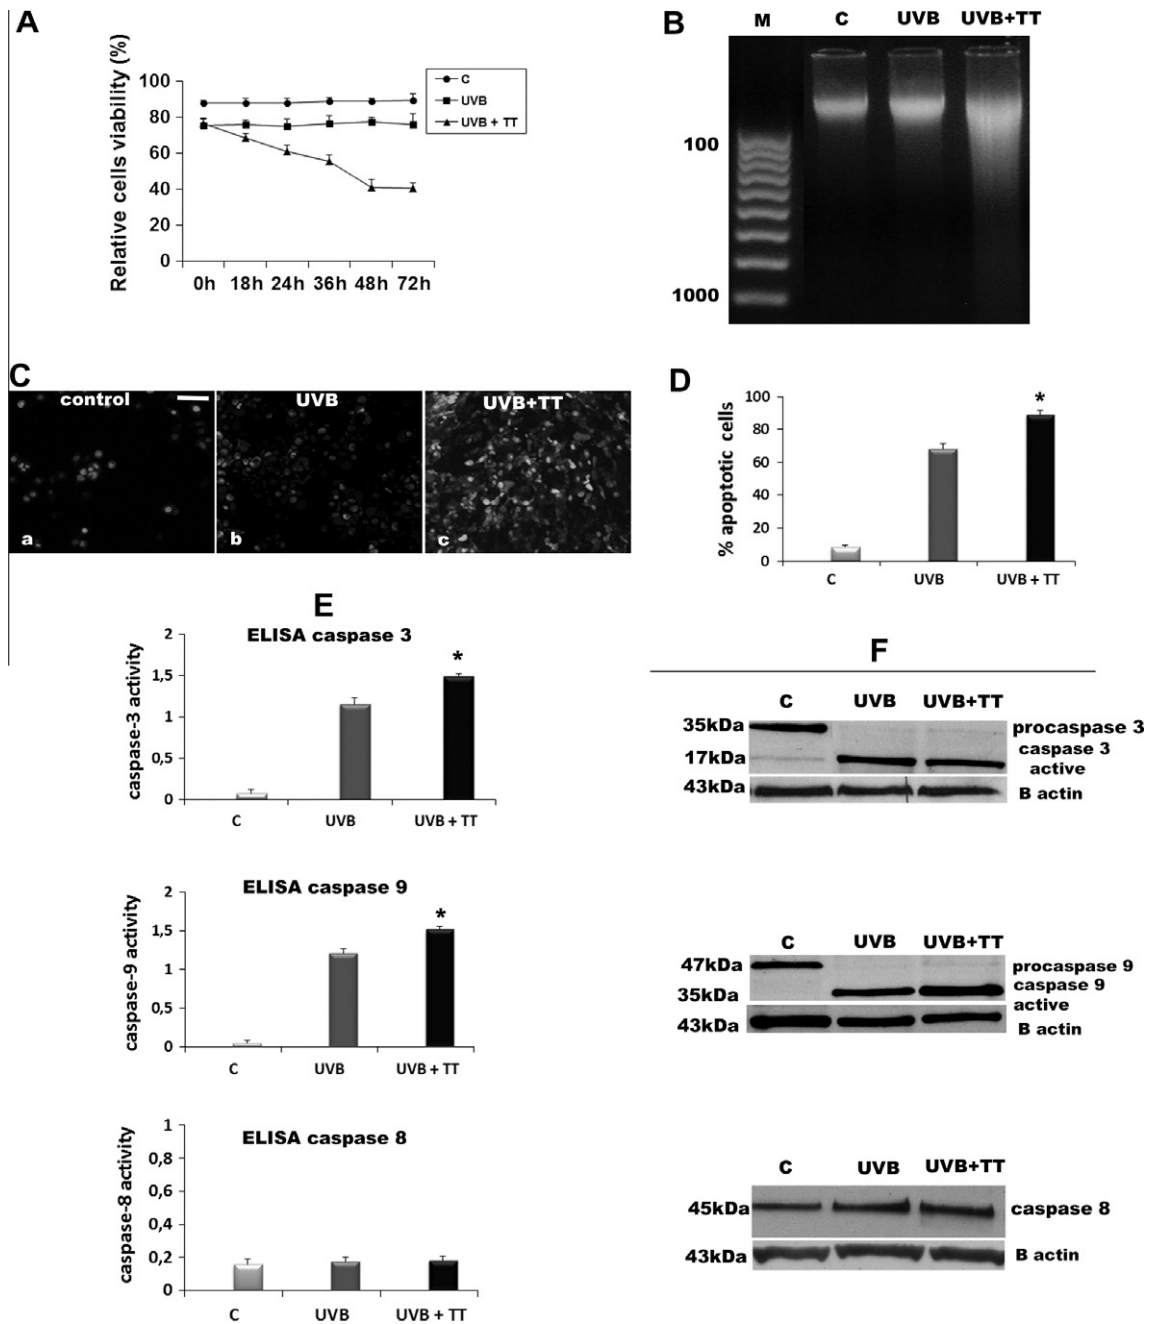 A
Relative cells viability (%)
100
80
60
40
20
0
0h 18h 24h 36h 48h 72h
C
UVB
UVB + TT
B
M C UVB UVB+TT
100
1000
C
control
UVB
UVB+TT
a
b
c
D
% apoptotic cells
100
80
60
40
20
0
*
C UVB UVB + TT
E
ELISA caspase 3
caspase-3 activity
2
1,5
1
0,5
0
*
C UVB UVB + TT
ELISA caspase 9
caspase-9 activity
2
1,5
1
0,5
0
*
C UVB UVB + TT
ELISA caspase 8
caspase-8 activity
1
0,8
0,6
0,4
0,2
0
C UVB UVB + TT
F
C UVB UVB+TT
35kDa procaspase 3
17kDa caspase 3
active
43kDa B actin
C UVB UVB+TT
47kDa procaspase 9
35kDa caspase 9
active
43kDa B actin
C UVB UVB+TT
45kDa caspase 8
43kDa B actin